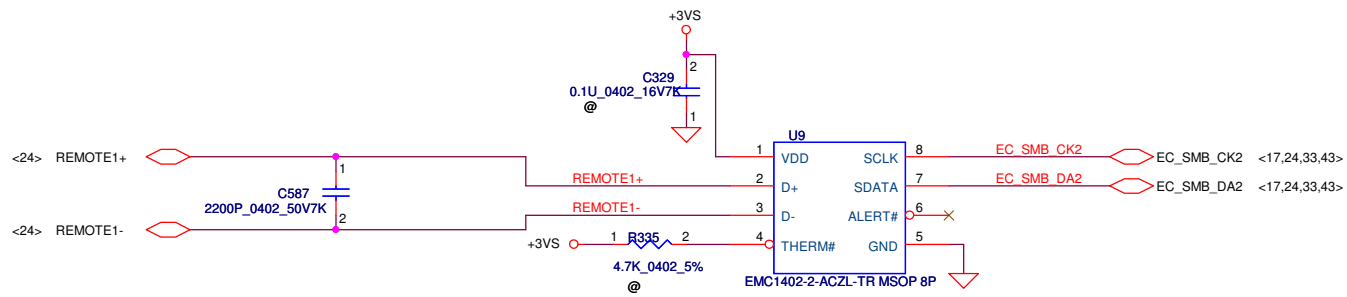 +3VS
2
C329
0.1U_0402_16V7K
@
1
U9
<24> REMOTE1+
1
C587
2200P_0402_50V7K
2
<24> REMOTE1-
REMOTE1+
REMOTE1-
1 VDD SCLK 8 EC_SMB_CK2 EC_SMB_CK2 <17,24,33,43>
2 D+ SDATA 7 EC_SMB_DA2 EC_SMB_DA2 <17,24,33,43>
3 D- ALERT# 6
+3VS 1 R335 2 4 THERM# GND 5
4.7K_0402_5%
@
EMC1402-2-ACZL-TR MSOP 8P